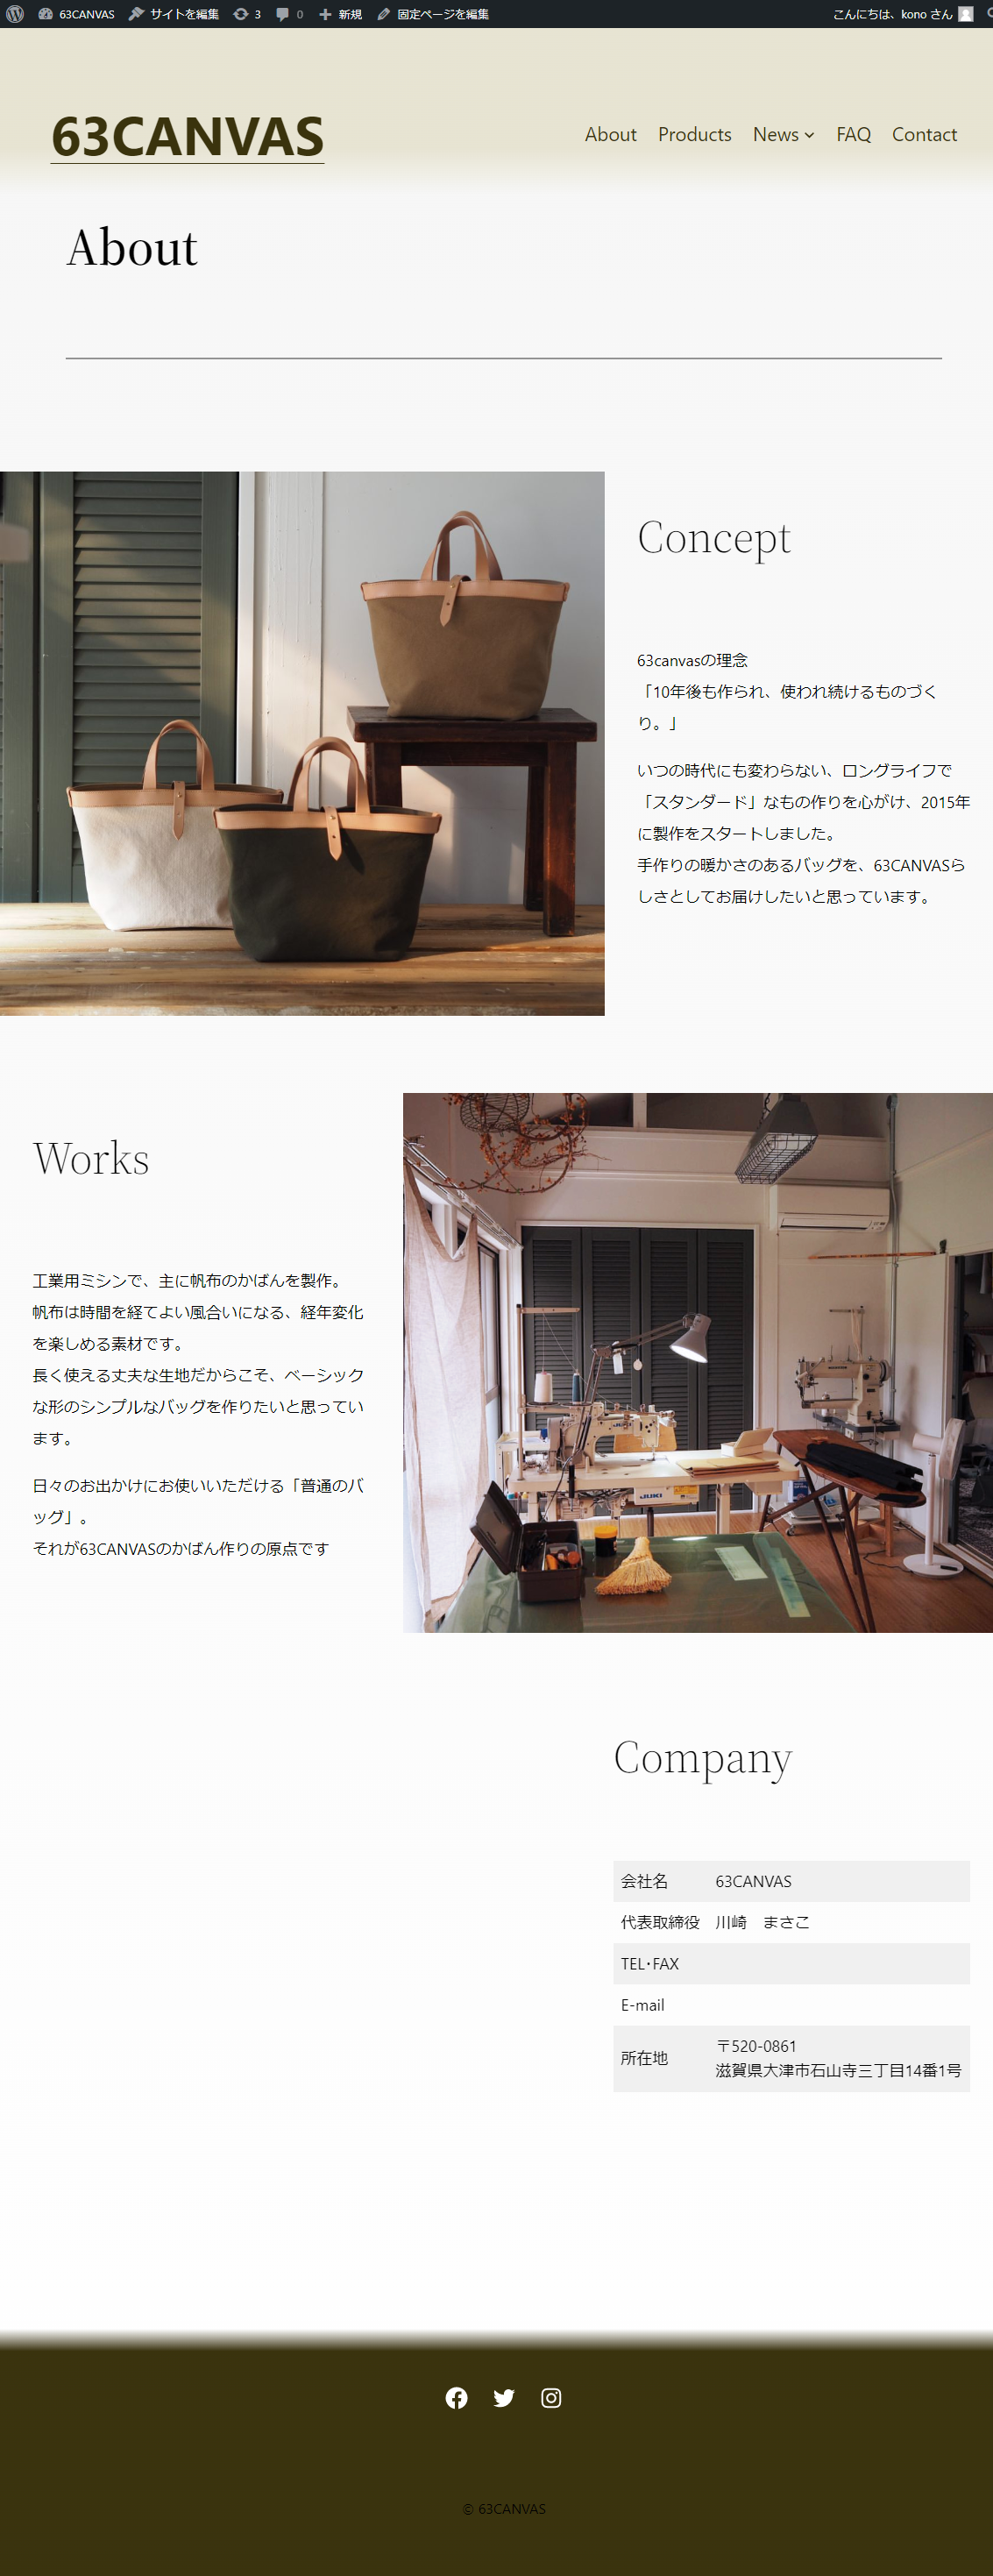 63CANVAS サイトを編集 3 0 新規 固定ページを編集 こんにちは、kono さん
63CANVAS
About Products News FAQ Contact
About
Concept
63canvasの理念
「10年後も作られ、使われ続けるものづく
り。」
いつの時代にも変わらない、ロングライフで
「スタンダード」なもの作りを心がけ、2015年
に製作をスタートしました。
手作りの暖かさのあるバッグを、63CANVASら
しさとしてお届けしたいと思っています。
Works
工業用ミシンで、主に帆布のかばんを製作。
帆布は時間を経てよい風合いになる、経年変化
を楽しめる素材です。
長く使える丈夫な生地だからこそ、ベーシック
な形のシンプルなバッグを作りたいと思ってい
ます。
日々のお出かけにお使いいただける「普通のバ
ッグ」。
それが63CANVASのかばん作りの原点です
JUKI
Company
会社名 63CANVAS
代表取締役 川崎　まさこ
TEL･FAX
E-mail
所在地 〒520-0861
滋賀県大津市石山寺三丁目14番1号
© 63CANVAS